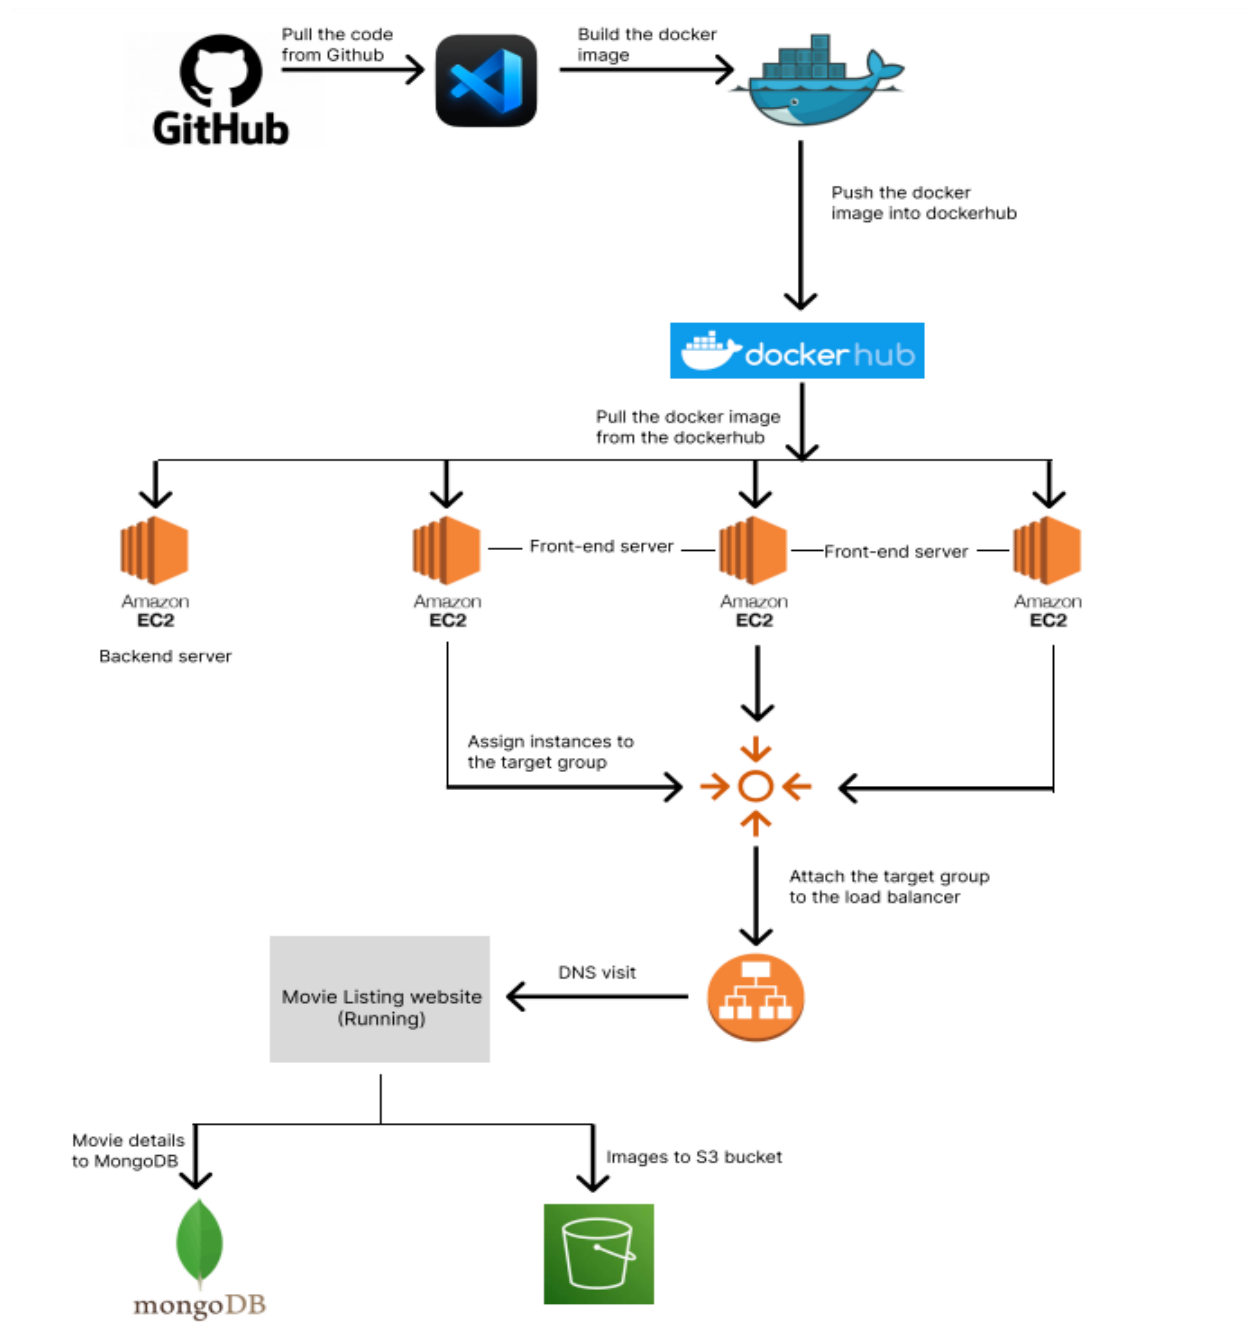 Pull the code
from Github
GitHub
Build the docker
image
Push the docker
image into dockerhub
dockerhub
Pull the docker image
from the dockerhub
Amazon
EC2
Backend server
Amazon
EC2
Front-end server
Amazon
EC2
Front-end server
Amazon
EC2
Assign instances to
the target group
Attach the target group
to the load balancer
DNS visit
Movie Listing website
(Running)
Movie details
to MongoDB
Images to S3 bucket
mongoDB